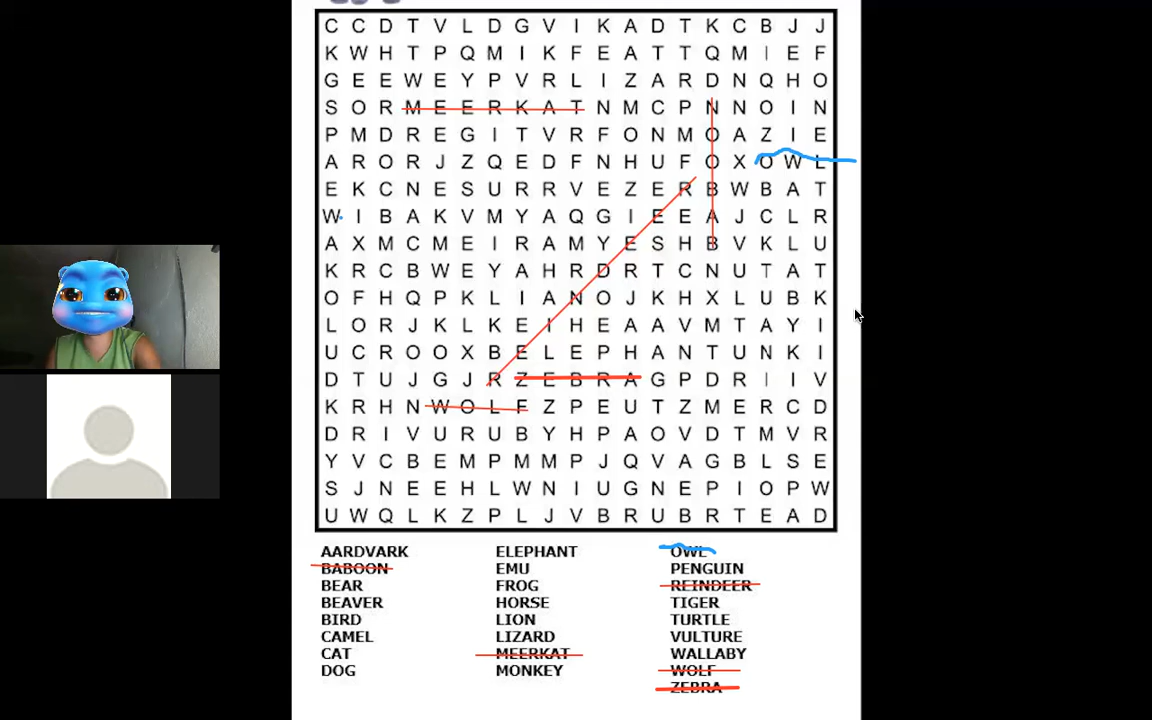 C C D T V L D G V I K A D T K C B J J
K W H T P Q M I K F E A T T Q M I E F
G E E W E Y P V R L I Z A R D N Q H O
S O R M E E R K A T N M C P N N O I N
P M D R E G I T V R F O N M O A Z I E
A R O R J Z Q E D F N H U F O X O W L
E K C N E S U R R V E Z E R B W B A T
W I B A K V M Y A Q G I E E A J C L R
A X M C M E I R A M Y E S H B V K L U
K R C B W E Y A H R D R T C N U T A T
O F H Q P K L I A N O J K H X L U B K
L O R J K L K E I H E A A V M T A Y I
U C R O O X B E L E P H A N T U N K I
D T U J G J R Z E B R A G P D R I I V
K R H N W O L F Z P E U T Z M E R C D
D R I V U R U B Y H P A O V D T M V R
Y V C B E M P M M P J Q V A G B L S E
S J N E E H L W N I U G N E P I O P W
U W Q L K Z P L J V B R U B R T E A D
AARDVARK ELEPHANT OWL
BABOON EMU PENGUIN
BEAR FROG REINDEER
BEAVER HORSE TIGER
BIRD LION TURTLE
CAMEL LIZARD VULTURE
CAT MEERKAT WALLABY
DOG MONKEY WOLF
ZEBRA